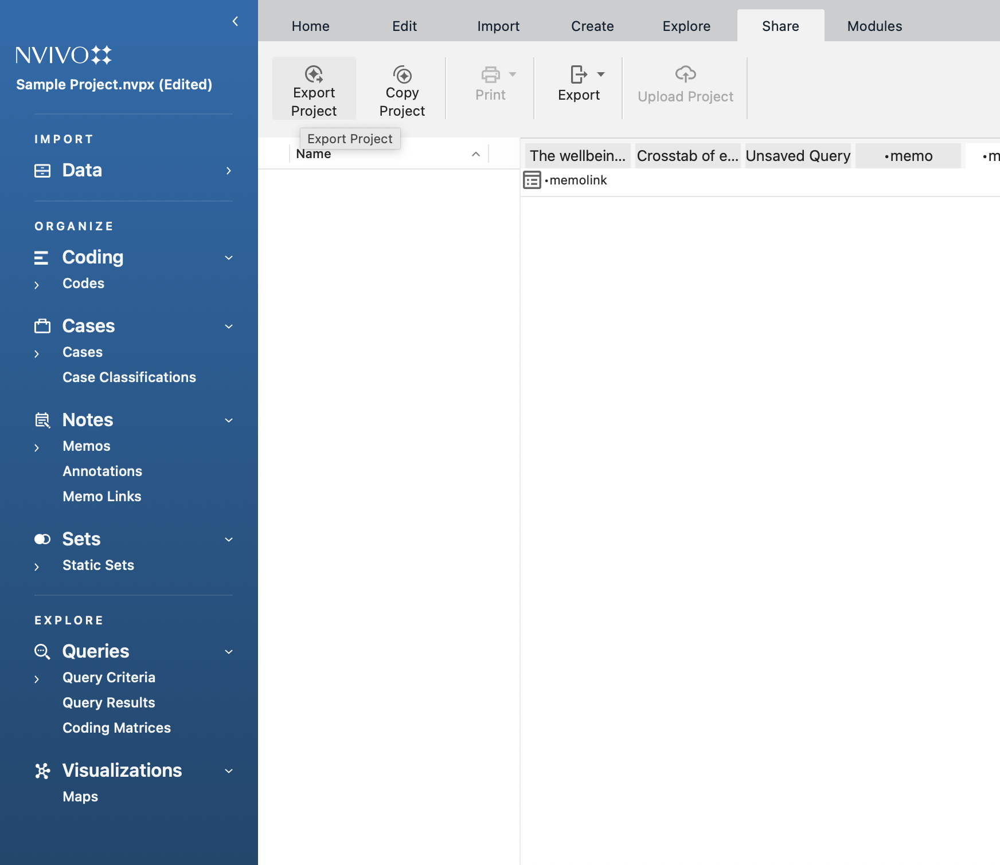 NVIVO
Sample Project.nvpx (Edited)
IMPORT
Data
ORGANIZE
Coding
Codes
Cases
Cases
Case Classifications
Notes
Memos
Annotations
Memo Links
Sets
Static Sets
EXPLORE
Queries
Query Criteria
Query Results
Coding Matrices
Visualizations
Maps
Home Edit Import Create Explore Share Modules
Export Project
Copy Project
Print
Export
Upload Project
Export Project
Name
The wellbein... Crosstab of e... Unsaved Query •memo •m
•memolink